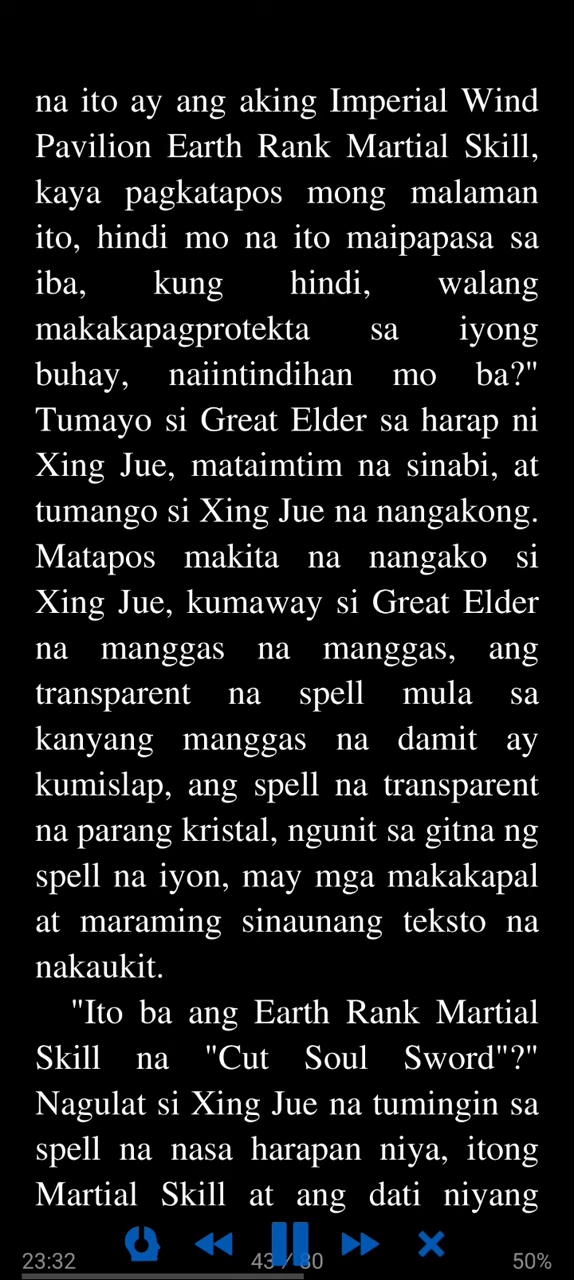 na ito ay ang aking Imperial Wind
Pavilion Earth Rank Martial Skill,
kaya pagkatapos mong malaman
ito, hindi mo na ito maipapasa sa
iba, kung hindi, walang
makakapagprotekta sa iyong
buhay, naiintindihan mo ba?"
Tumayo si Great Elder sa harap ni
Xing Jue, mataimtim na sinabi, at
tumango si Xing Jue na nangakong.
Matapos makita na nangako si
Xing Jue, kumaway si Great Elder
na manggas na manggas, ang
transparent na spell mula sa
kanyang manggas na damit ay
kumislap, ang spell na transparent
na parang kristal, ngunit sa gitna ng
spell na iyon, may mga makakapal
at maraming sinaunang teksto na
nakaukit.
"Ito ba ang Earth Rank Martial
Skill na "Cut Soul Sword"?"
Nagulat si Xing Jue na tumingin sa
spell na nasa harapan niya, itong
Martial Skill at ang dati niyang
23:32 43 / 80 50%